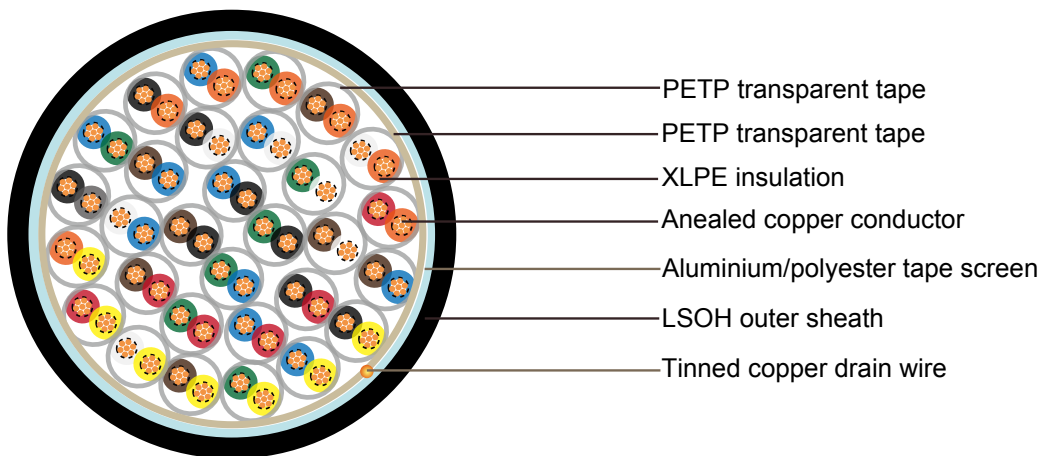 PETP transparent tape
PETP transparent tape
XLPE insulation
Anealed copper conductor
Aluminium/polyester tape screen
LSOH outer sheath
Tinned copper drain wire